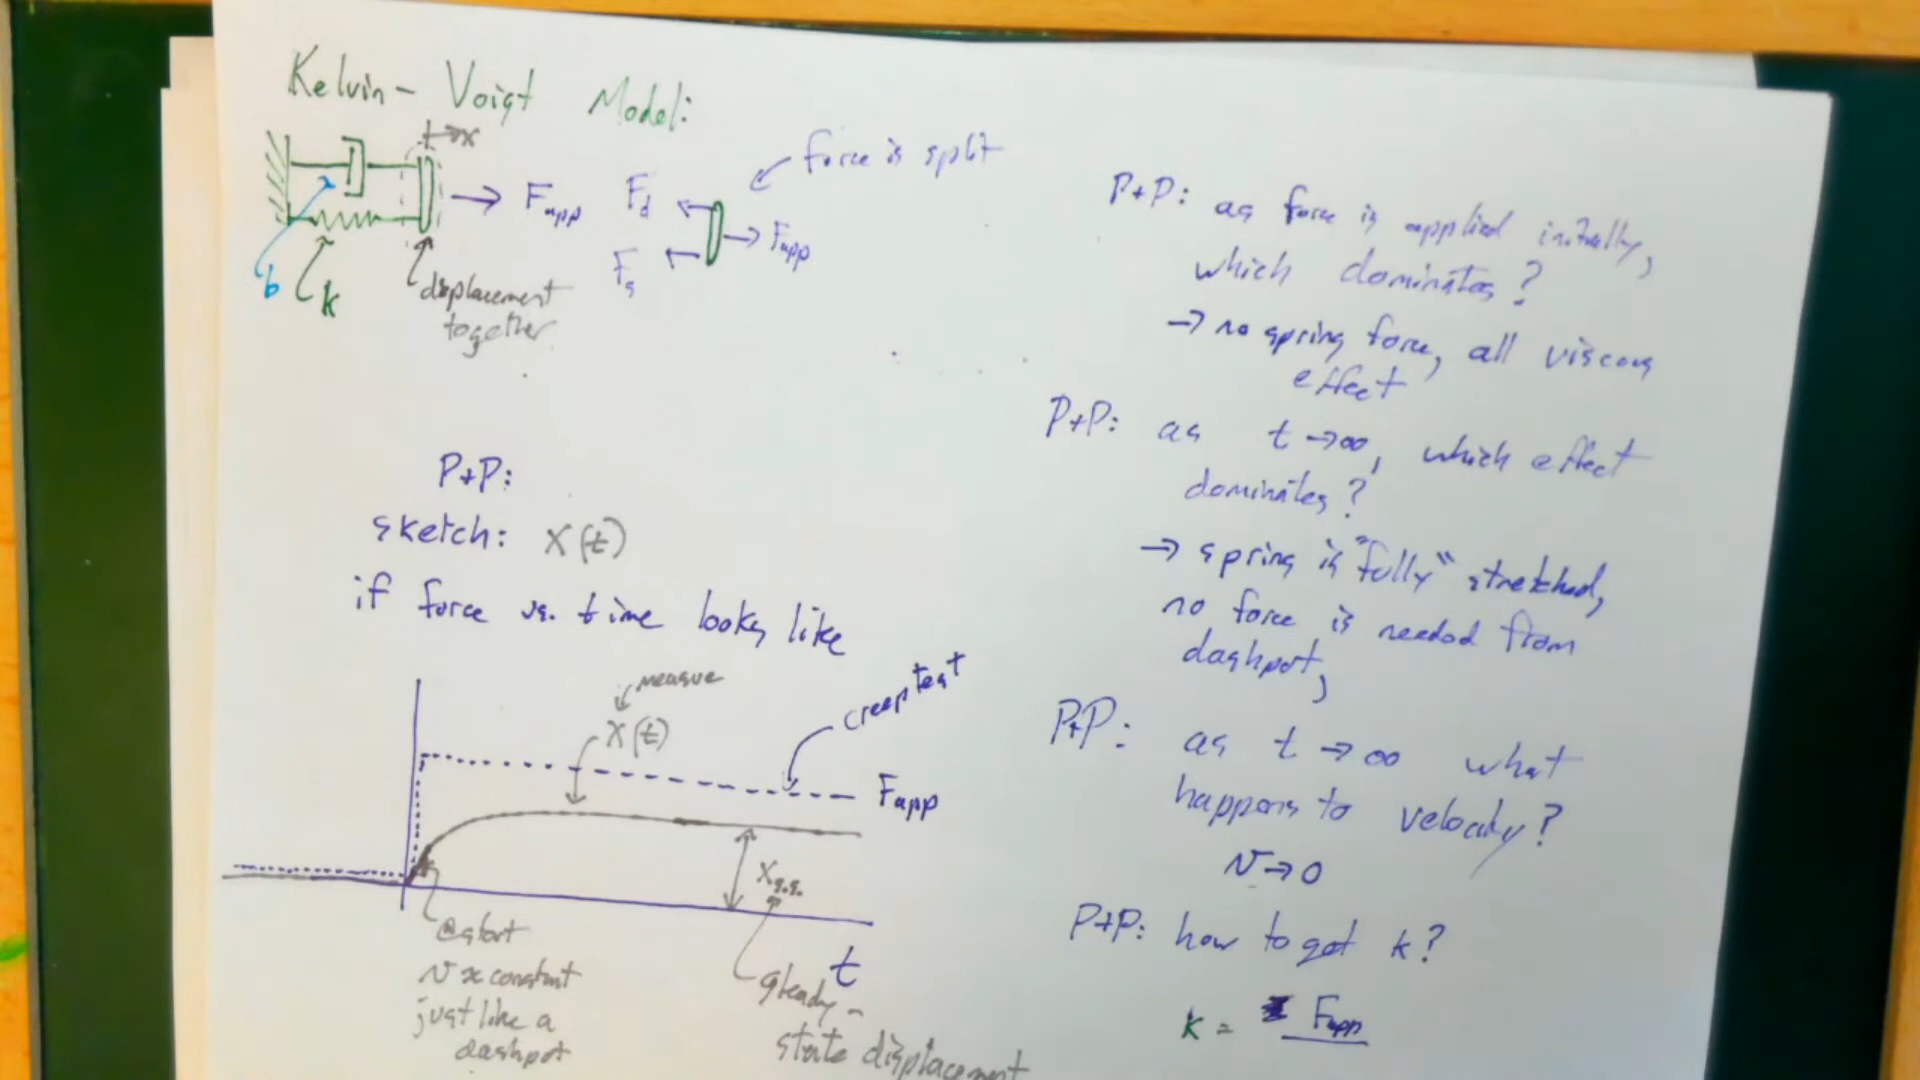 Kelvin - Voigt Model:
x
force is split
Fapp
Fd
Fapp
Fs
b
k
displacement
together
P+P:
sketch: x(t)
if force vs. time looks like
measure
x(t)
creep test
Fapp
xs.s.
t
@start
v ≈ constant
just like a
dashpot
steady-
state displacement
P+P: as force is applied initially,
which dominates?
→ no spring force, all viscous
effect
P+P: as t→∞, which effect
dominates?
→ spring is "fully" stretched,
no force is needed from
dashpot,
P+P: as t → ∞ what
happens to velocity?
v→0
P+P: how to get k?
k = Fapp